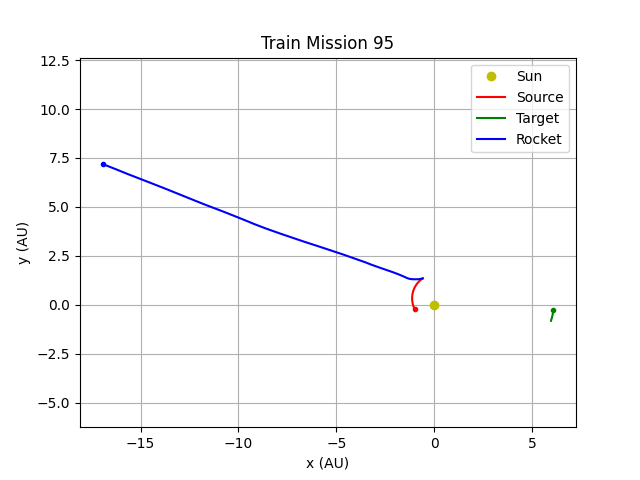 Train Mission 95
12.5
10.0
7.5
5.0
2.5
0.0
−2.5
−5.0
y (AU)
Sun
Source
Target
Rocket
−15 −10 −5 0 5
x (AU)